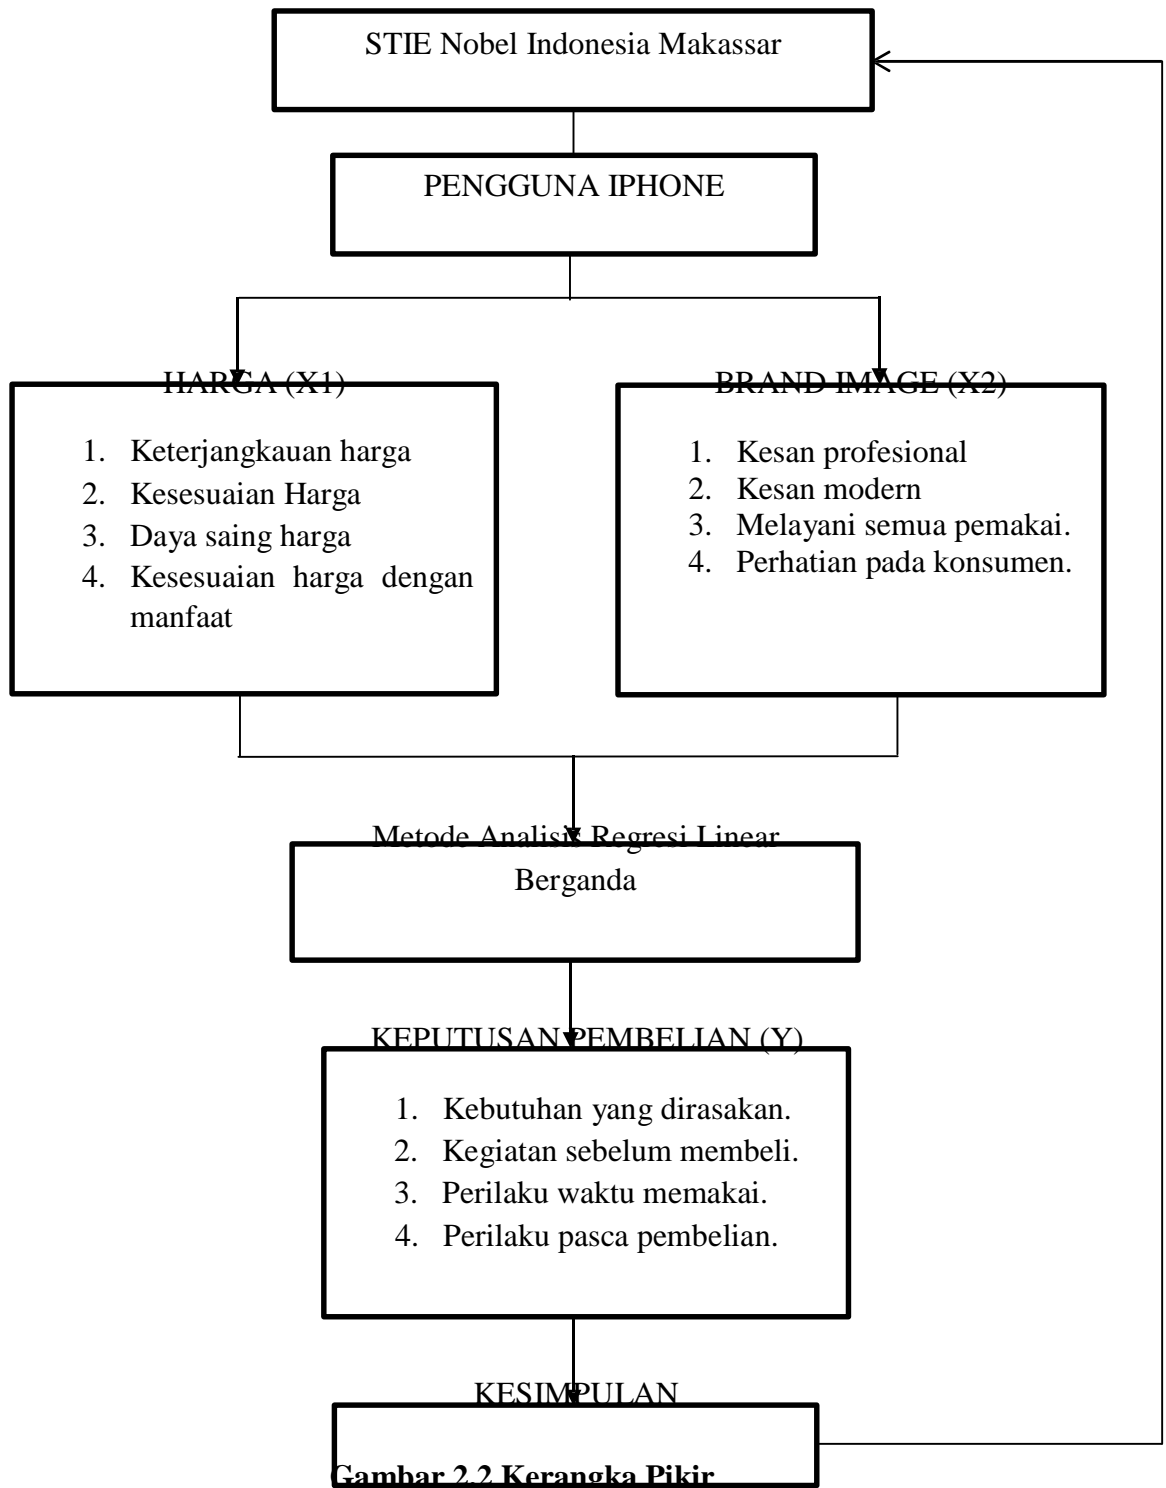 STIE Nobel Indonesia Makassar
PENGGUNA IPHONE
HARGA (X1)
1. Keterjangkauan harga
2. Kesesuaian Harga
3. Daya saing harga
4. Kesesuaian harga dengan
manfaat
BRAND IMAGE (X2)
1. Kesan profesional
2. Kesan modern
3. Melayani semua pemakai.
4. Perhatian pada konsumen.
Metode Analisis Regresi Linear
Berganda
KEPUTUSAN PEMBELIAN (Y)
1. Kebutuhan yang dirasakan.
2. Kegiatan sebelum membeli.
3. Perilaku waktu memakai.
4. Perilaku pasca pembelian.
KESIMPULAN
Gambar 2.2 Kerangka Pikir